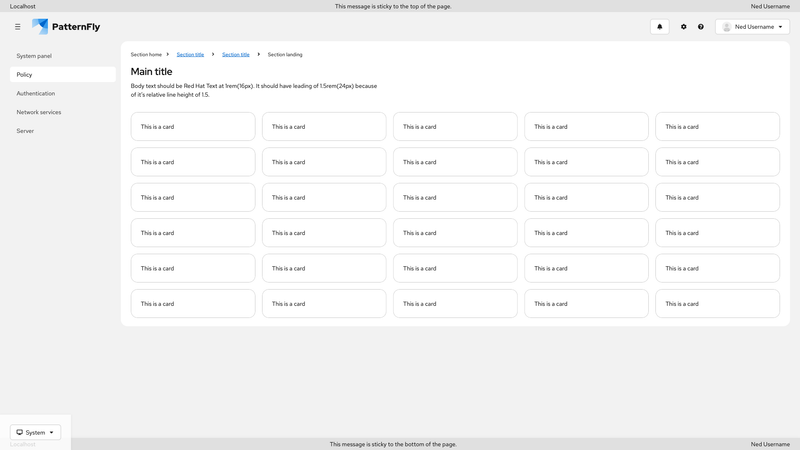 Localhost This message is sticky to the top of the page. Ned Username
PatternFly Ned Username
System panel
Policy
Authentication
Network services
Server
Section home Section title Section title Section landing
Main title
Body text should be Red Hat Text at 1rem(16px). It should have leading of 1.5rem(24px) because
of it's relative line height of 1.5.
This is a card This is a card This is a card This is a card This is a card
This is a card This is a card This is a card This is a card This is a card
This is a card This is a card This is a card This is a card This is a card
This is a card This is a card This is a card This is a card This is a card
This is a card This is a card This is a card This is a card This is a card
This is a card This is a card This is a card This is a card This is a card
System
Localhost This message is sticky to the bottom of the page. Ned Username